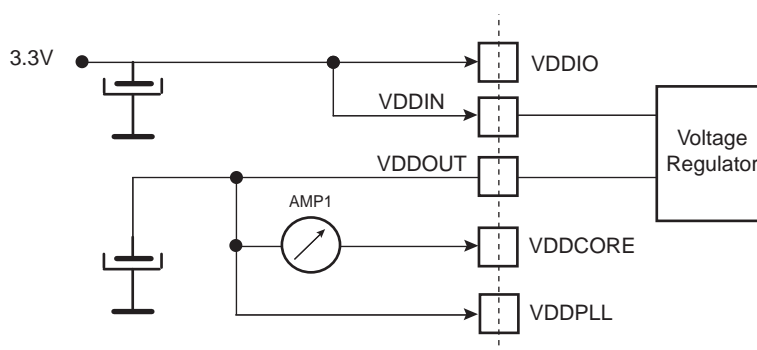 3.3V
VDDIO
VDDIN
Voltage
Regulator
VDDOUT
AMP1
VDDCORE
VDDPLL